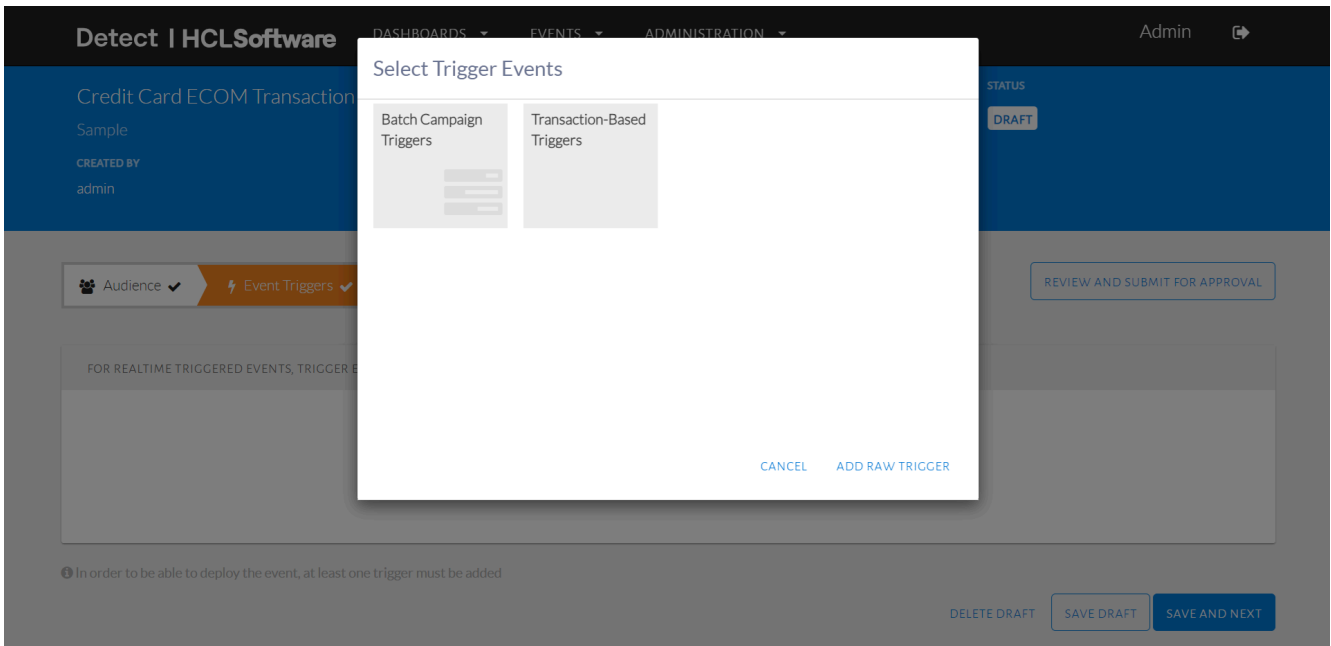 Detect | HCLSoftware
DASHBOARDS
EVENTS
ADMINISTRATION
Admin
Select Trigger Events
Credit Card ECOM Transaction
Sample
CREATED BY
admin
STATUS
DRAFT
Batch Campaign
Triggers
Transaction-Based
Triggers
Audience
Event Triggers
REVIEW AND SUBMIT FOR APPROVAL
FOR REALTIME TRIGGERED EVENTS, TRIGGER E
CANCEL
ADD RAW TRIGGER
In order to be able to deploy the event, at least one trigger must be added
DELETE DRAFT
SAVE DRAFT
SAVE AND NEXT